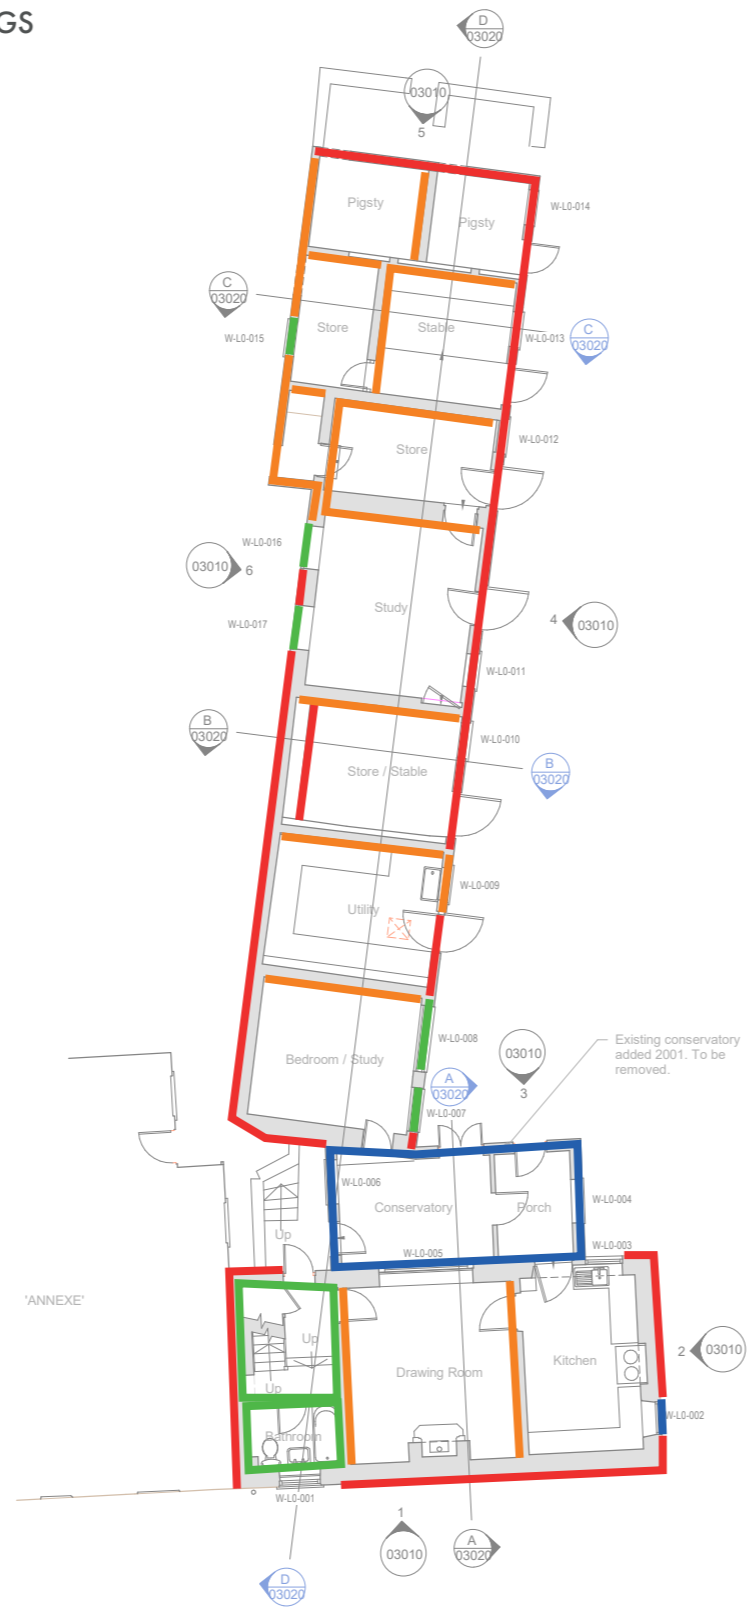 GS
D
03020
03010
5
Pigsty
Pigsty
W-L0-014
C
03020
W-L0-015
Store
Stable
W-L0-013
C
03020
Store
W-L0-012
W-L0-016
03010
6
W-L0-017
Study
4
03010
W-L0-011
B
03020
W-L0-010
Store / Stable
B
03020
W-L0-009
Utility
Existing conservatory
added 2001. To be
removed.
W-L0-008
03010
3
Bedroom / Study
A
03020
W-L0-007
W-L0-006
Conservatory
Porch
W-L0-004
Up
W-L0-005
W-L0-003
'ANNEXE'
Up
Up
Drawing Room
Kitchen
2
03010
W-L0-002
Bathroom
W-L0-001
1
03010
A
03020
D
03020